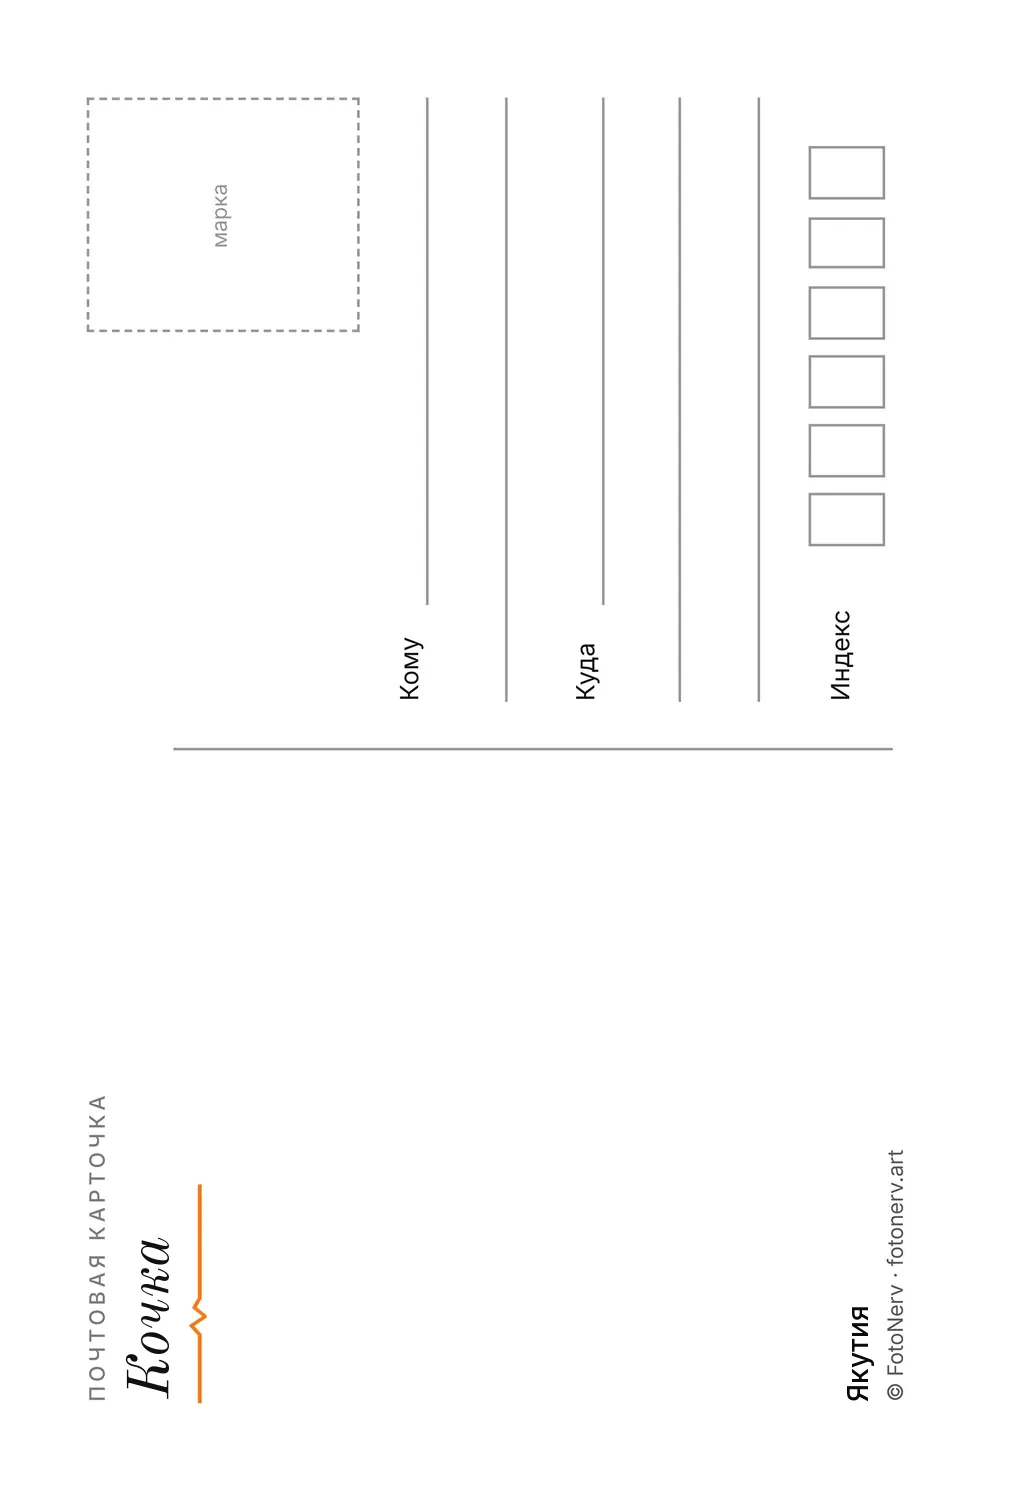 ПОЧТОВАЯ КАРТОЧКА
Кочка
Якутия
© FotoNerv · fotonerv.art
марка
Кому
Куда
Индекс